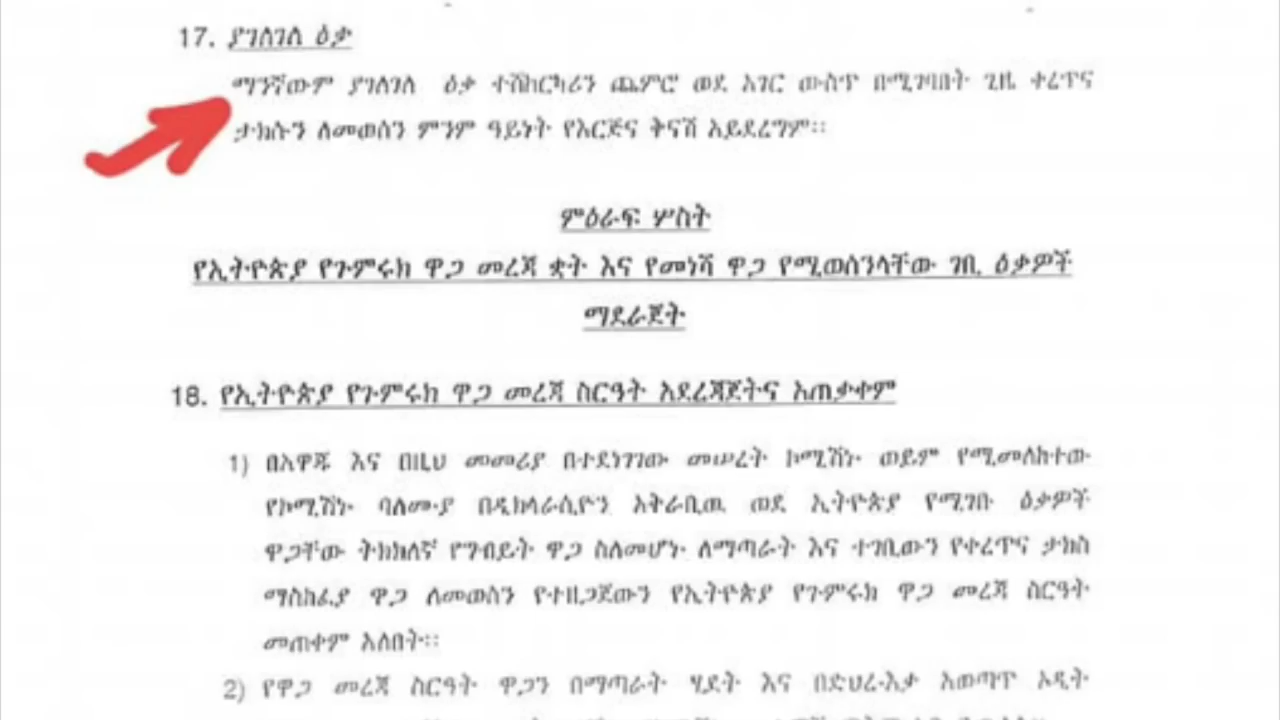 17. ያገለገለ ዕቃ
ማንኛውም ያገለገለ ዕቃ ተሽከርካሪን ጨምሮ ወደ አገር ውስጥ በሚገባበት ጊዜ ቀረጥና
ታክሱን ለመወሰን ምንም ዓይነት የእርጅና ቅናሽ አይደረግም፡፡
ምዕራፍ ሦስት
የኢትዮጵያ የጉምሩክ ዋጋ መረጃ ቋት እና የመነሻ ዋጋ የሚወሰንላቸው ገቢ ዕቃዎች
ማደራጀት
18. የኢትዮጵያ የጉምሩክ ዋጋ መረጃ ስርዓት አደረጃጀትና አጠቃቀም
1) በአዋጁ እና በዚህ መመሪያ በተደነገገው መሠረት ኮሚሽኑ ወይም የሚመለከተው
የኮሚሽኑ ባለሙያ በዲክላራሲዮን አቅራቢዉ ወደ ኢትዮጵያ የሚገቡ ዕቃዎች
ዋጋቸው ትክክለኛ የግብይት ዋጋ ስለመሆኑ ለማጣራት እና ተገቢውን የቀረጥና ታክስ
ማስከፈያ ዋጋ ለመወሰን የተዘጋጀውን የኢትዮጵያ የጉምሩክ ዋጋ መረጃ ስርዓት
መጠቀም አለበት፡፡
2) የዋጋ መረጃ ስርዓት ዋጋን በማጣራት ሂደት እና በድህረ-እቃ አወጣጥ ኦዲት